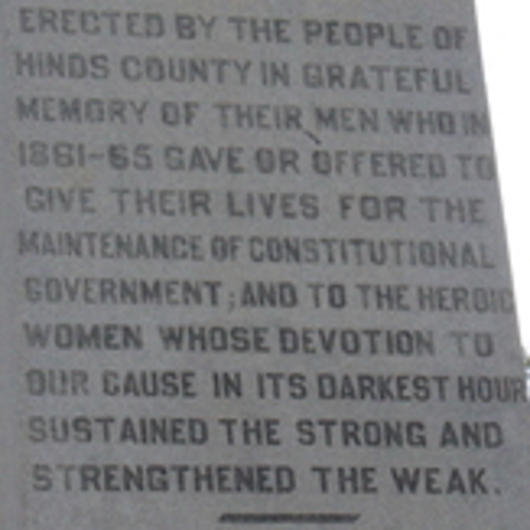 ERECTED BY THE PEOPLE OF
HINDS COUNTY IN GRATEFUL
MEMORY OF THEIR MEN WHO IN
1861-65 GAVE OR OFFERED TO
GIVE THEIR LIVES FOR THE
MAINTENANCE OF CONSTITUTIONAL
GOVERNMENT; AND TO THE HEROIC
WOMEN WHOSE DEVOTION TO
OUR CAUSE IN ITS DARKEST HOUR
SUSTAINED THE STRONG AND
STRENGTHENED THE WEAK.